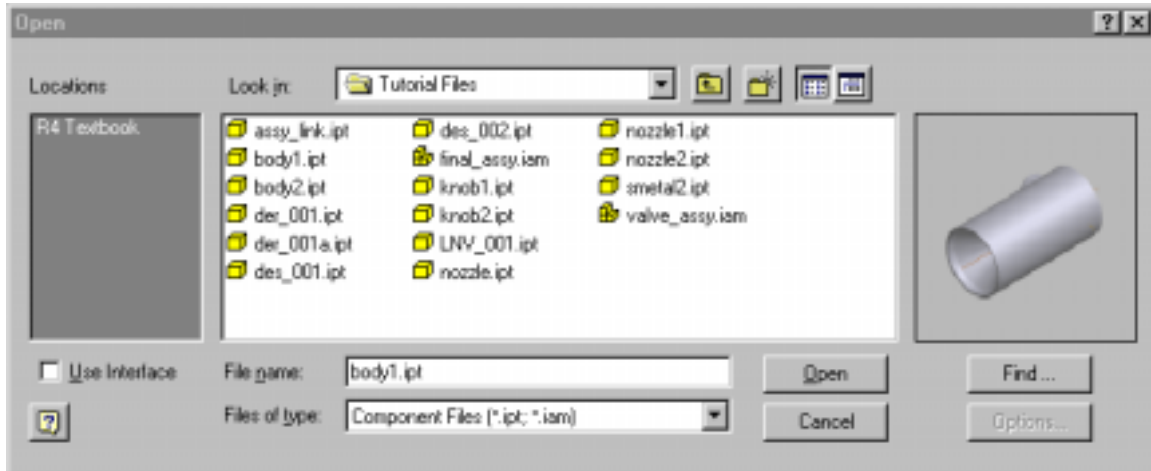 Open
Locations
Look in:
Tutorial Files
R4 Textbook
assy_link.ipt
body1.ipt
body2.ipt
der_001.ipt
der_001a.ipt
des_001.ipt
des_002.ipt
final_assy.iam
knob1.ipt
knob2.ipt
LNV_001.ipt
nozzle.ipt
nozzle1.ipt
nozzle2.ipt
smetal2.ipt
valve_assy.iam
Use Interface
File name:
body1.ipt
Open
Find ...
Files of type:
Component Files (*.ipt; *.iam)
Cancel
Options...